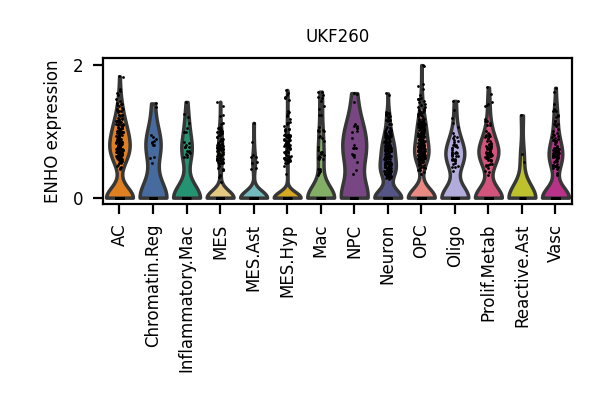 UKF260
ENHO expression
2
0
AC
Chromatin.Reg
Inflammatory.Mac
MES
MES.Ast
MES.Hyp
Mac
NPC
Neuron
OPC
Oligo
Prolif.Metab
Reactive.Ast
Vasc